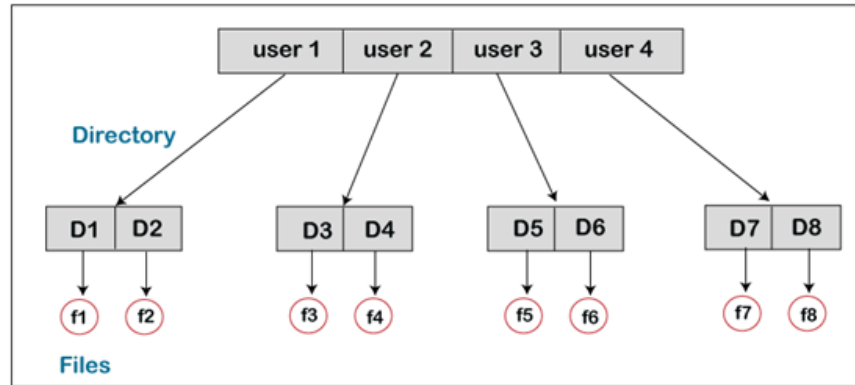 user 1 user 2 user 3 user 4
Directory
D1 D2 D3 D4 D5 D6 D7 D8
f1 f2 f3 f4 f5 f6 f7 f8
Files